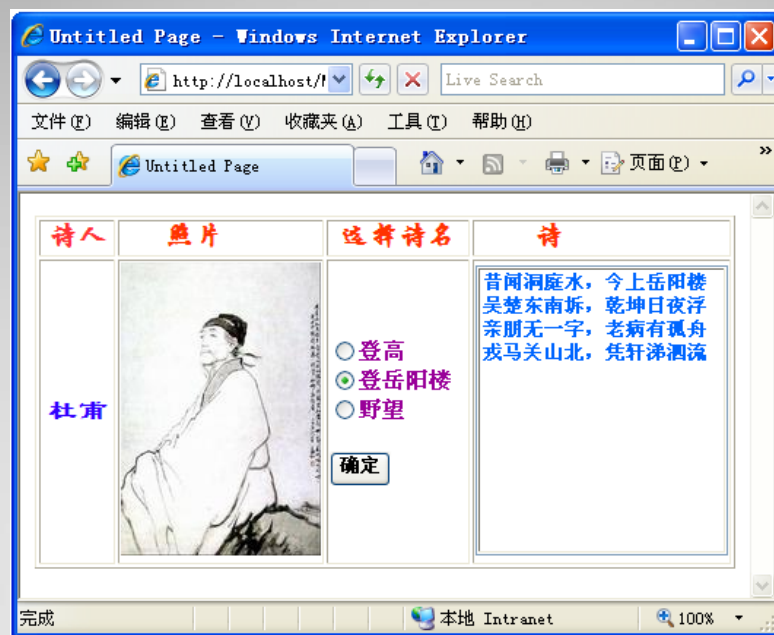 Untitled Page - Windows Internet Explorer
http://localhost/ Live Search
文件(F) 编辑(E) 查看(V) 收藏夹(A) 工具(T) 帮助(H)
Untitled Page 页面(P) »
诗人 照片 选择诗名 诗
昔闻洞庭水，今上岳阳楼
吴楚东南坼，乾坤日夜浮
亲朋无一字，老病有孤舟
戎马关山北，凭轩涕泗流
登高
登岳阳楼
野望
杜甫
确定
完成 本地 Intranet 100%